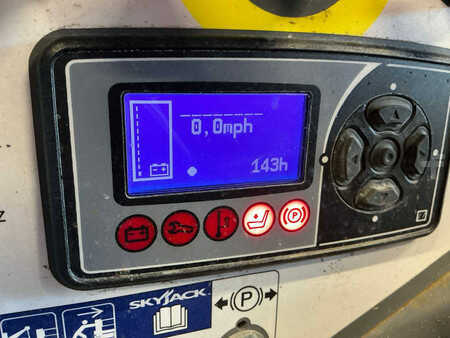 0,0mph
143h
(P)
Z
SKYJACK
(P)